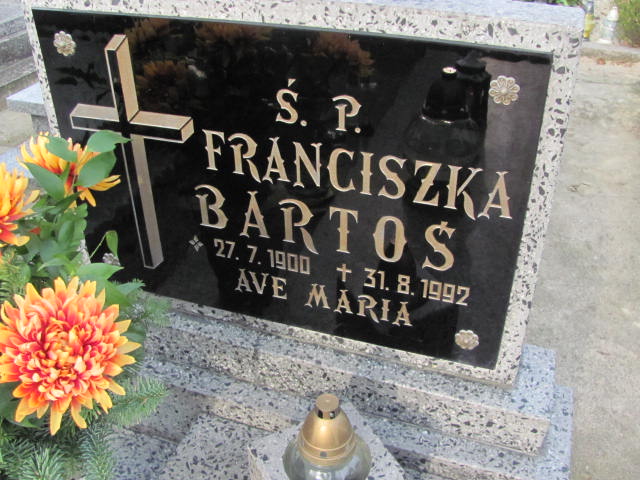 Ś. P.
FRANCISZKA
BARTOŚ
27. 7. 1900 + 31. 8. 1992
AVE MARIA